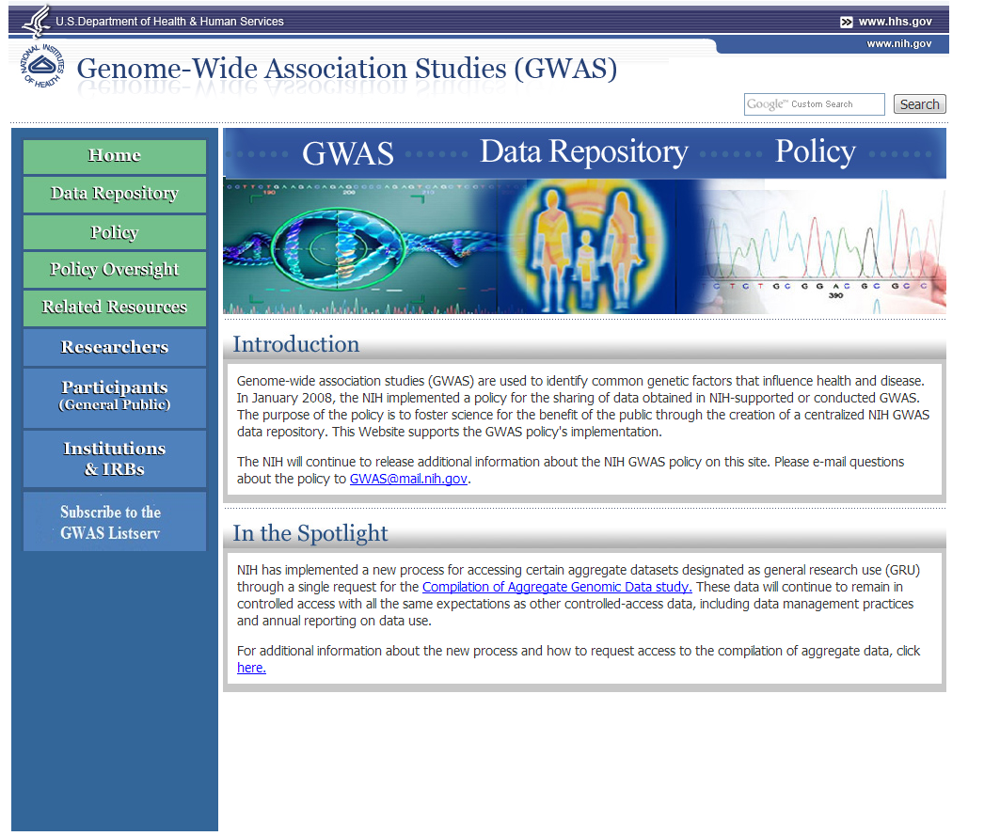 U.S.Department of Health & Human Services
www.hhs.gov
www.nih.gov
NATIONAL INSTITUTES OF HEALTH
Genome-Wide Association Studies (GWAS)
Google™ Custom Search
Search
Home
Data Repository
Policy
Policy Oversight
Related Resources
Researchers
Participants
(General Public)
Institutions
& IRBs
Subscribe to the
GWAS Listserv
GWAS
Data Repository
Policy
190 200 210
C T C T G C G G A C G C G G C
390
Introduction
Genome-wide association studies (GWAS) are used to identify common genetic factors that influence health and disease.
In January 2008, the NIH implemented a policy for the sharing of data obtained in NIH-supported or conducted GWAS.
The purpose of the policy is to foster science for the benefit of the public through the creation of a centralized NIH GWAS
data repository. This Website supports the GWAS policy's implementation.
The NIH will continue to release additional information about the NIH GWAS policy on this site. Please e-mail questions
about the policy to GWAS@mail.nih.gov.
In the Spotlight
NIH has implemented a new process for accessing certain aggregate datasets designated as general research use (GRU)
through a single request for the Compilation of Aggregate Genomic Data study. These data will continue to remain in
controlled access with all the same expectations as other controlled-access data, including data management practices
and annual reporting on data use.
For additional information about the new process and how to request access to the compilation of aggregate data, click
here.